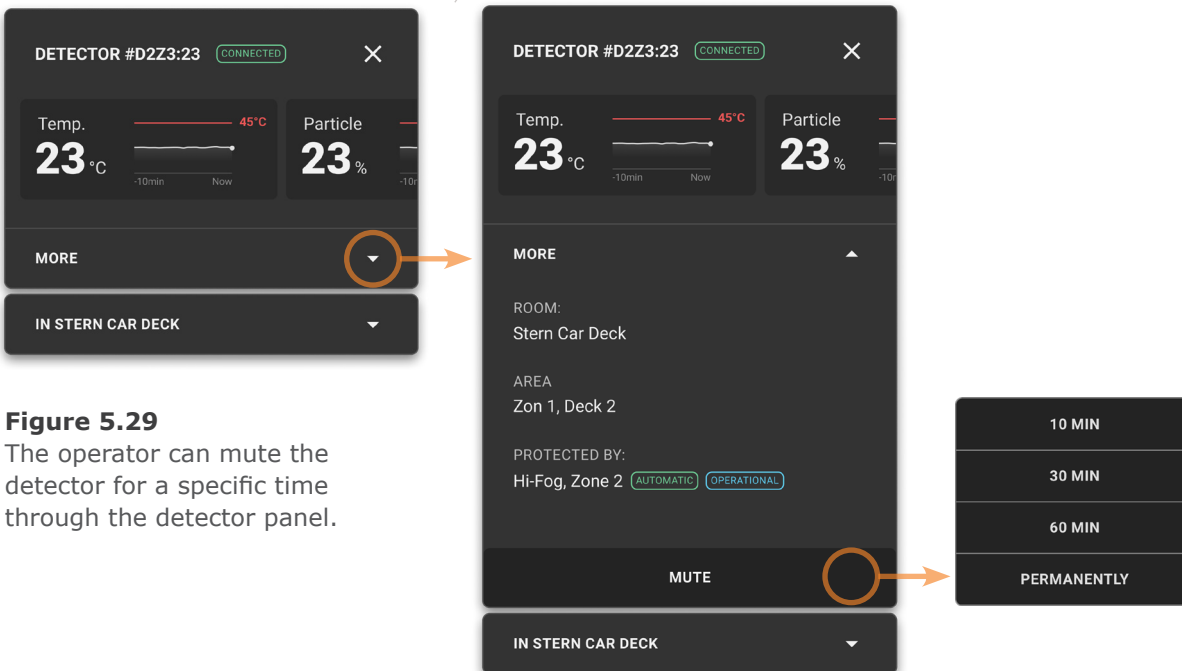 DETECTOR #D2Z3:23 CONNECTED
Temp.
23 °C
45°C
-10min Now
Particle
23 %
-10
MORE
IN STERN CAR DECK
Figure 5.29
The operator can mute the
detector for a specific time
through the detector panel.
DETECTOR #D2Z3:23 CONNECTED
Temp.
23 °C
45°C
-10min Now
Particle
23 %
-10
MORE
ROOM:
Stern Car Deck
AREA
Zon 1, Deck 2
PROTECTED BY:
Hi-Fog, Zone 2 AUTOMATIC OPERATIONAL
MUTE
IN STERN CAR DECK
10 MIN
30 MIN
60 MIN
PERMANENTLY